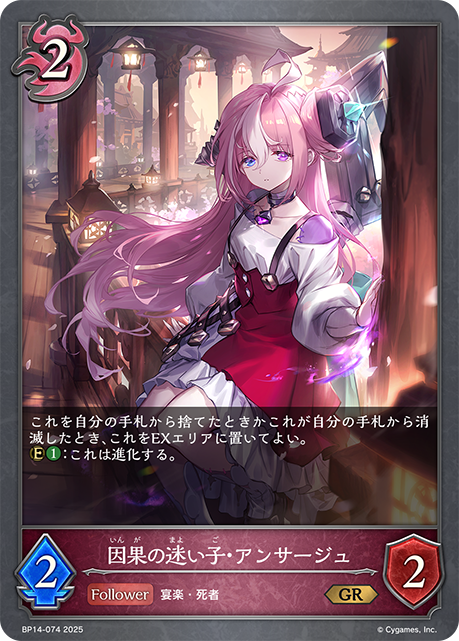 2
これを自分の手札から捨てたときかこれが自分の手札から消
滅したとき、これをEXエリアに置いてよい。
E 1：これは進化する。
いんが まよ ご
因果の迷い子・アンサージュ
2
Follower 宴楽・死者 GR
2
BP14-074 2025 © Cygames, Inc.